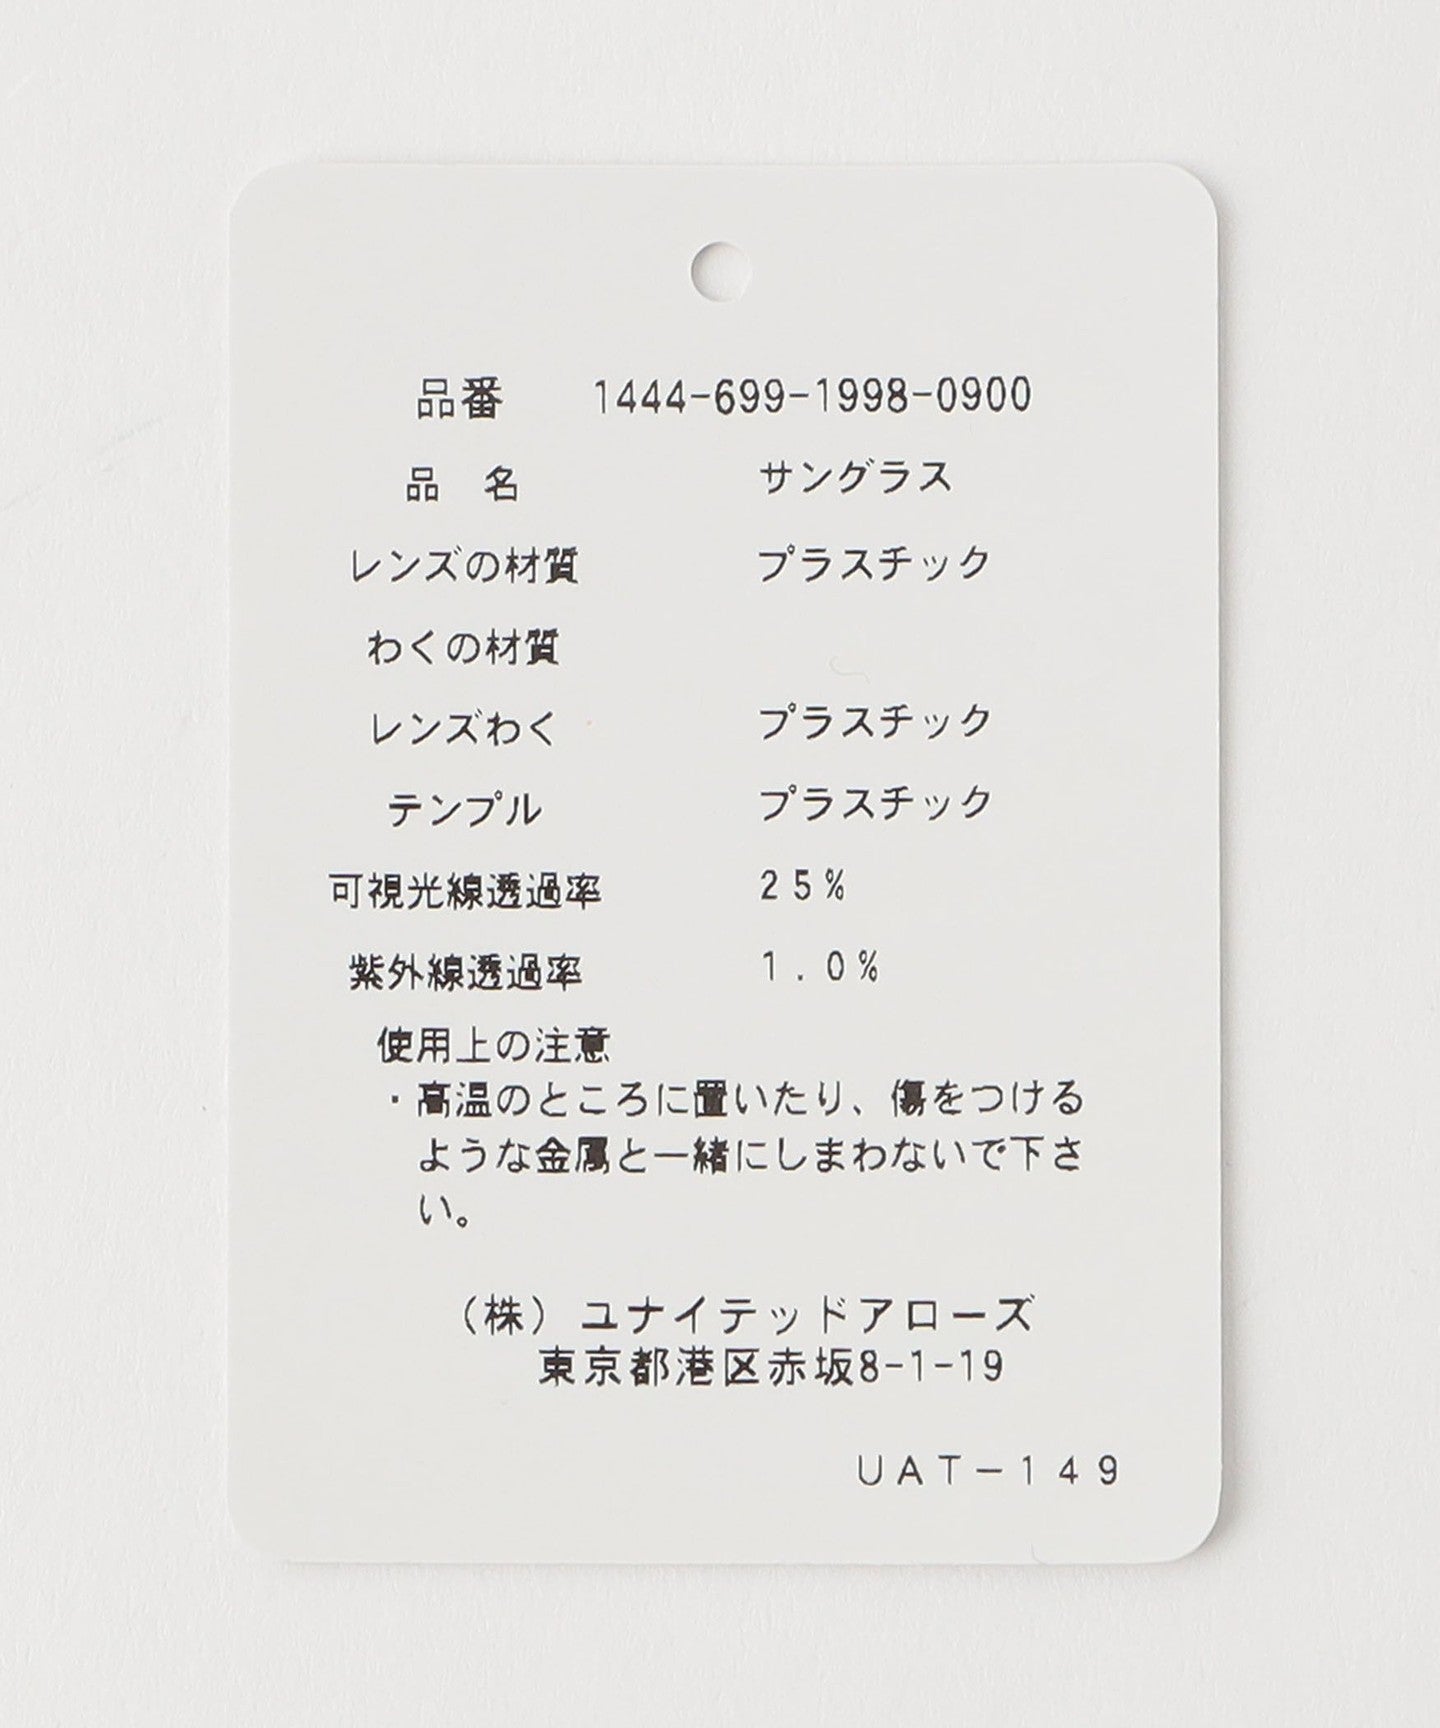 品番 1444-699-1998-0900
品 名 サングラス
レンズの材質 プラスチック
わくの材質
レンズわく プラスチック
テンプル プラスチック
可視光線透過率 25%
紫外線透過率 1.0%
使用上の注意
・高温のところに置いたり、傷をつける
ような金属と一緒にしまわないで下さ
い。
(株)ユナイテッドアローズ
東京都港区赤坂8-1-19
UAT-149